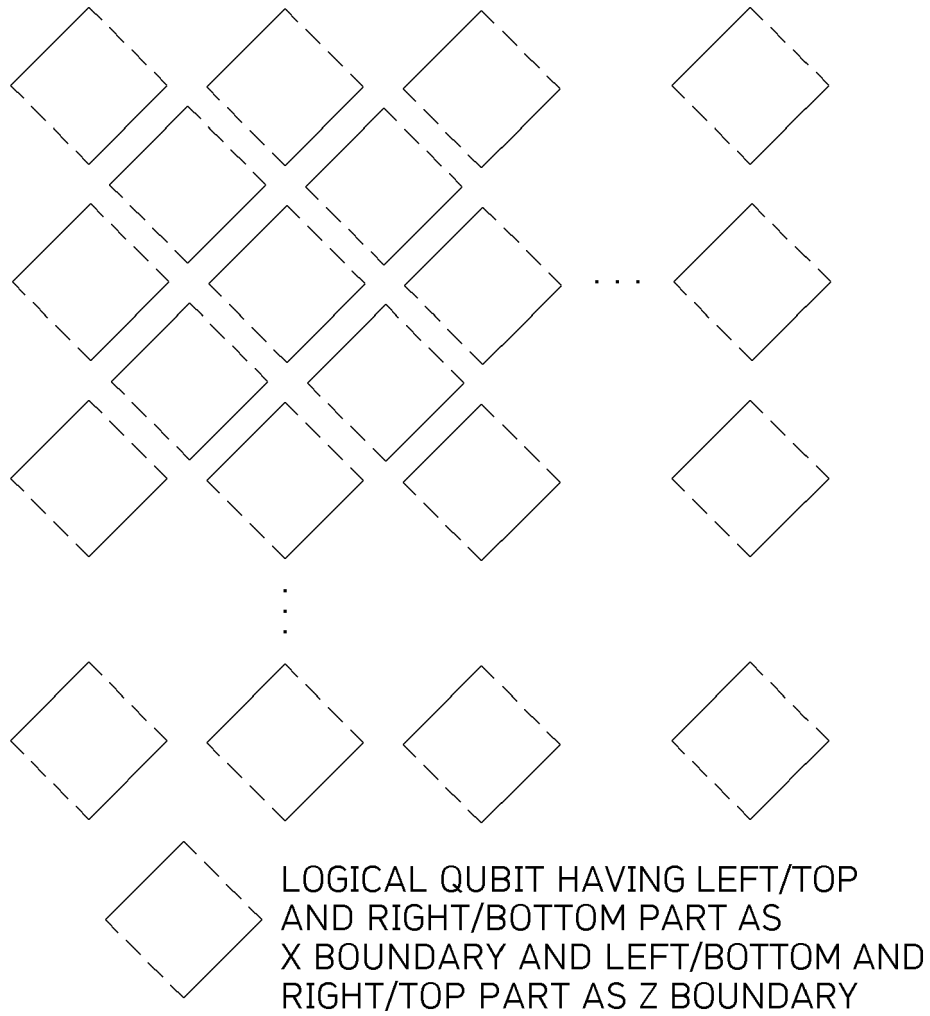 LOGICAL QUBIT HAVING LEFT/TOP
AND RIGHT/BOTTOM PART AS
X BOUNDARY AND LEFT/BOTTOM AND
RIGHT/TOP PART AS Z BOUNDARY